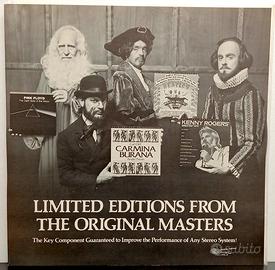 PINK FLOYD
KENNY ROGERS
CARMINA
BURANA
LIMITED EDITIONS FROM
THE ORIGINAL MASTERS
The Key Component Guaranteed to Improve the Performance of Any Stereo System!
subito